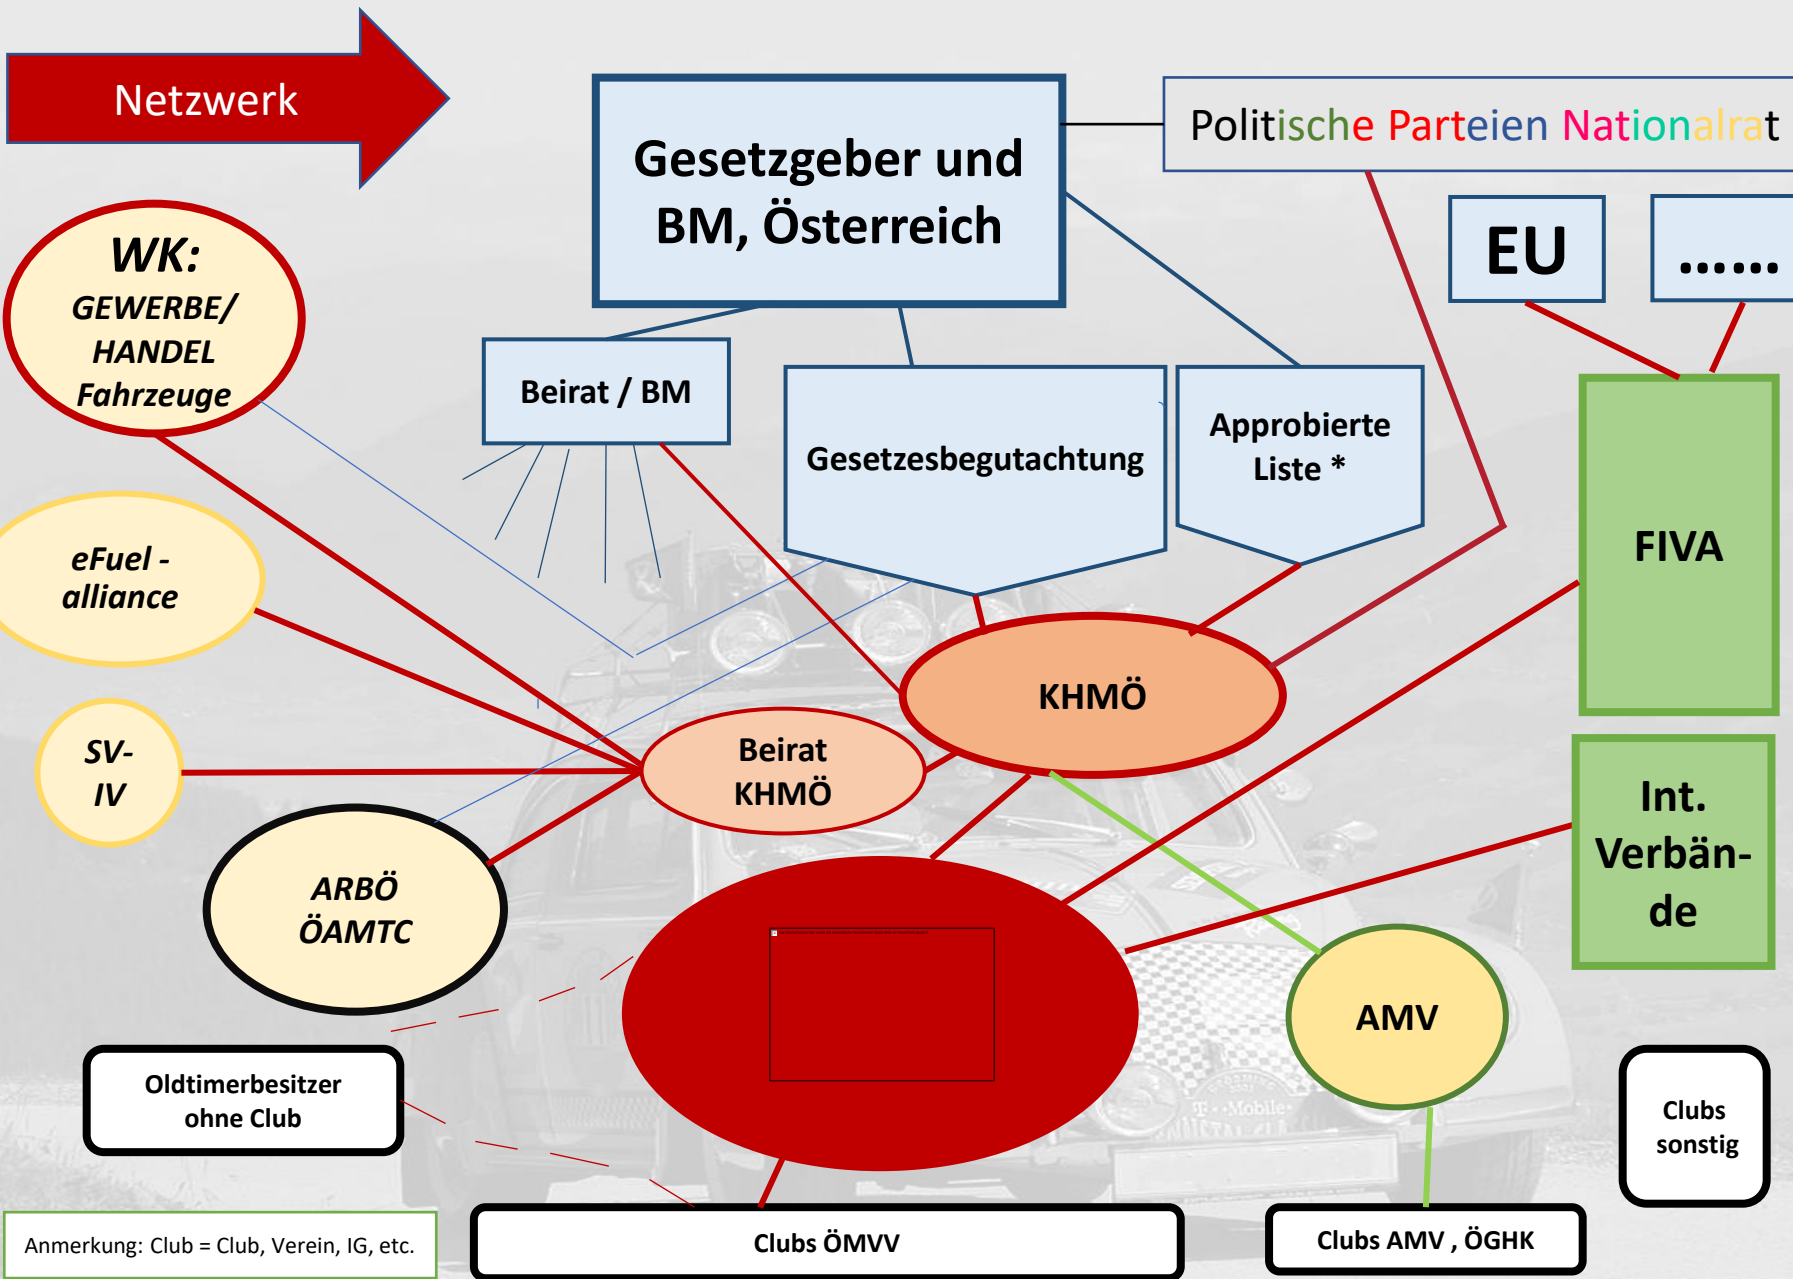 Netzwerk
Gesetzgeber und
BM, Österreich
Politische Parteien Nationalrat
EU
......
WK:
GEWERBE/
HANDEL
Fahrzeuge
Beirat / BM
Gesetzesbegutachtung
Approbierte
Liste *
FIVA
eFuel -
alliance
KHMÖ
SV-
IV
Beirat
KHMÖ
Int.
Verbän-
de
ARBÖ
ÖAMTC
AMV
Oldtimerbesitzer
ohne Club
Clubs
sonstig
T··Mobile·
Anmerkung: Club = Club, Verein, IG, etc.
Clubs ÖMVV
Clubs AMV , ÖGHK